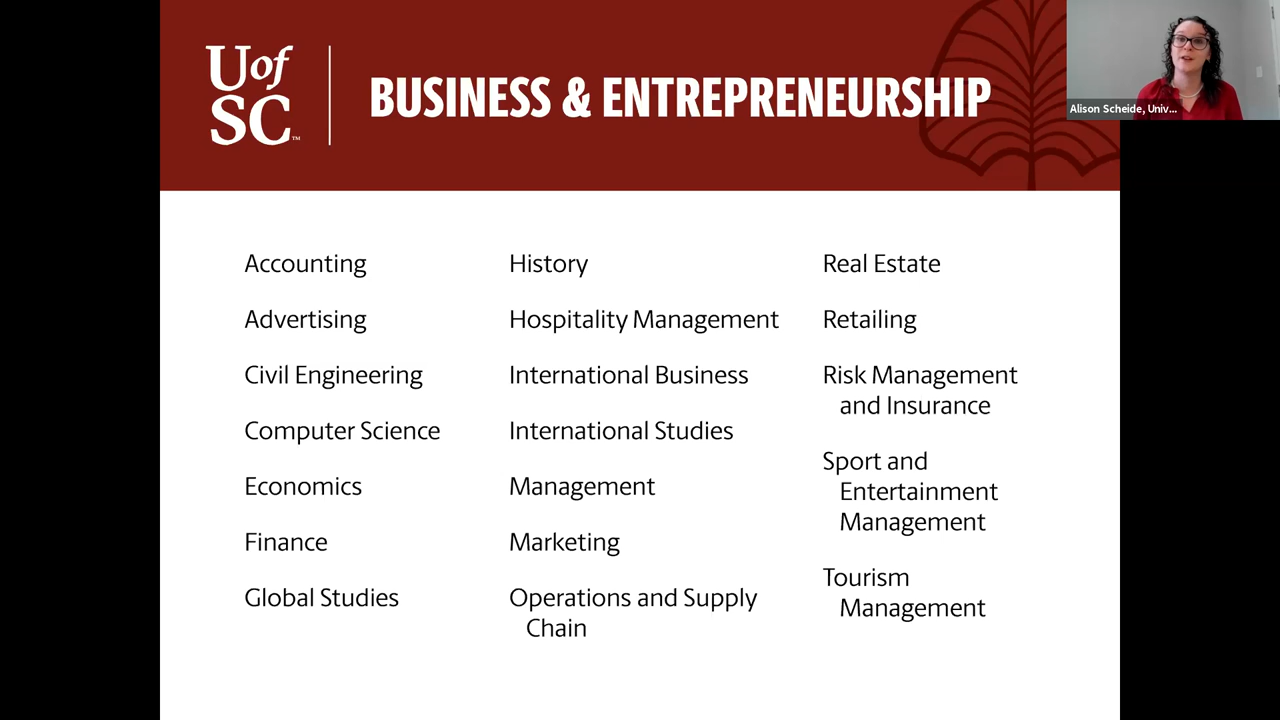 UofSC™
BUSINESS & ENTREPRENEURSHIP
Alison Scheide, Univ...
Accounting
Advertising
Civil Engineering
Computer Science
Economics
Finance
Global Studies
History
Hospitality Management
International Business
International Studies
Management
Marketing
Operations and Supply
Chain
Real Estate
Retailing
Risk Management
and Insurance
Sport and
Entertainment
Management
Tourism
Management